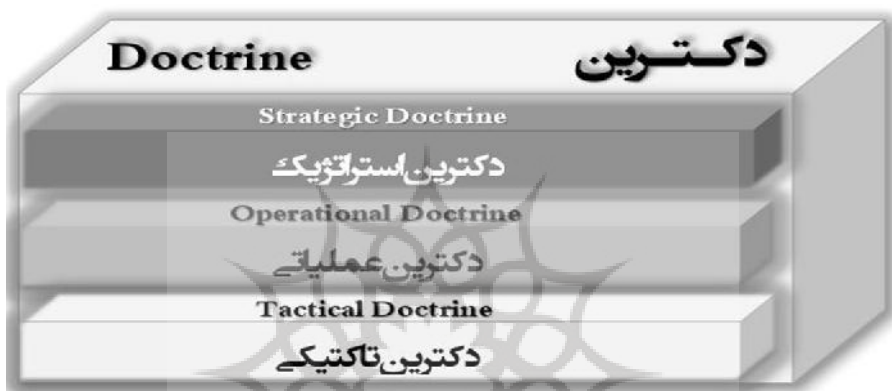 Doctrine دکـتـرین
Strategic Doctrine
دکترین استراتژیک
Operational Doctrine
دکترین عملیاتی
Tactical Doctrine
دکترین تاکتیکی